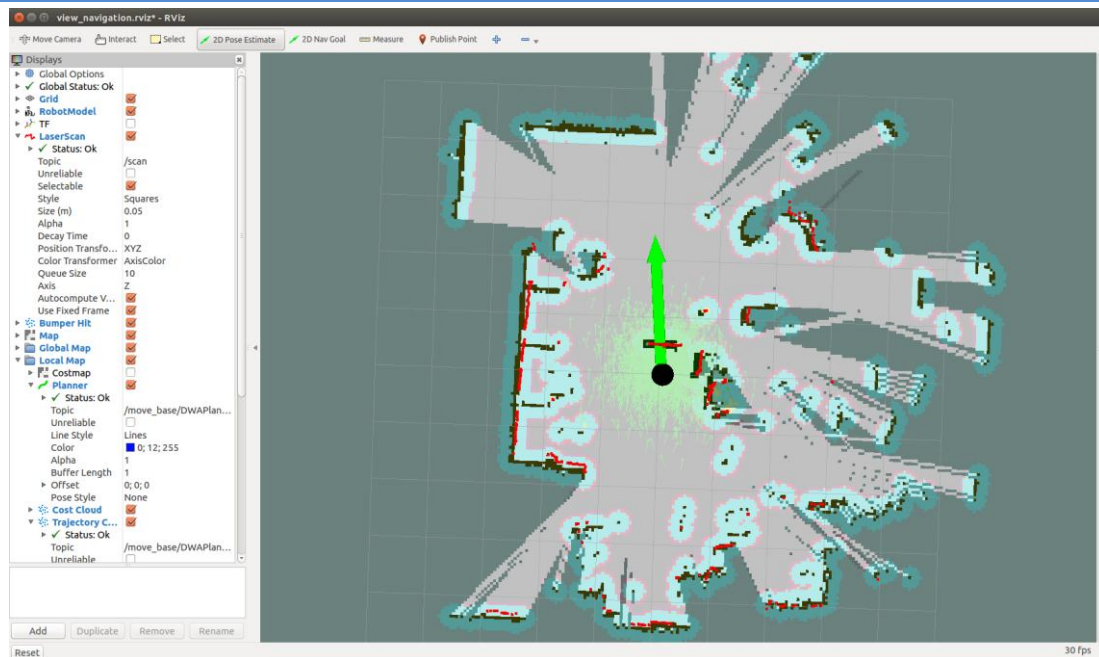 view_navigation.rviz* - RViz
Move Camera Interact Select 2D Pose Estimate 2D Nav Goal Measure Publish Point
Displays
Global Options
Global Status: Ok
Grid
RobotModel
TF
LaserScan
Status: Ok
Topic /scan
Unreliable
Selectable
Style Squares
Size (m) 0.05
Alpha 1
Decay Time 0
Position Transfo... XYZ
Color Transformer AxisColor
Queue Size 10
Axis Z
Autocompute V...
Use Fixed Frame
Bumper Hit
Map
Global Map
Local Map
Costmap
Planner
Status: Ok
Topic /move_base/DWAPlan...
Unreliable
Line Style Lines
Color 0; 12; 255
Alpha 1
Buffer Length 1
Offset 0; 0; 0
Pose Style None
Cost Cloud
Trajectory C...
Status: Ok
Topic /move_base/DWAPlan...
Unreliable
Add Duplicate Remove Rename
Reset 30 fps